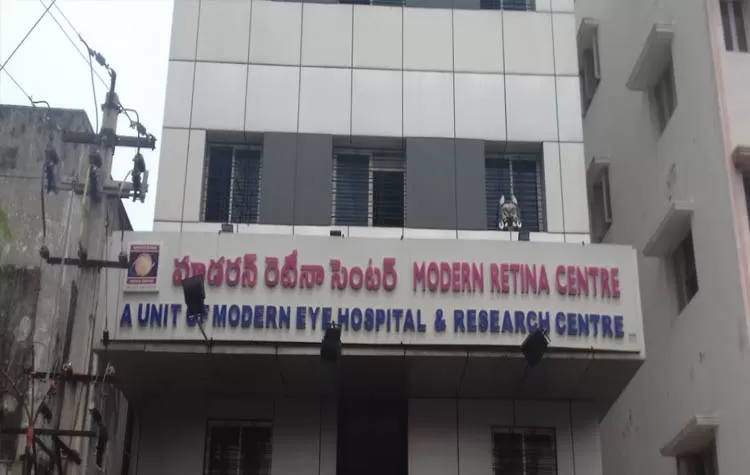 మోడరన్ రెటీనా సెంటర్ MODERN RETINA CENTRE
A UNIT OF MODERN EYE HOSPITAL & RESEARCH CENTRE